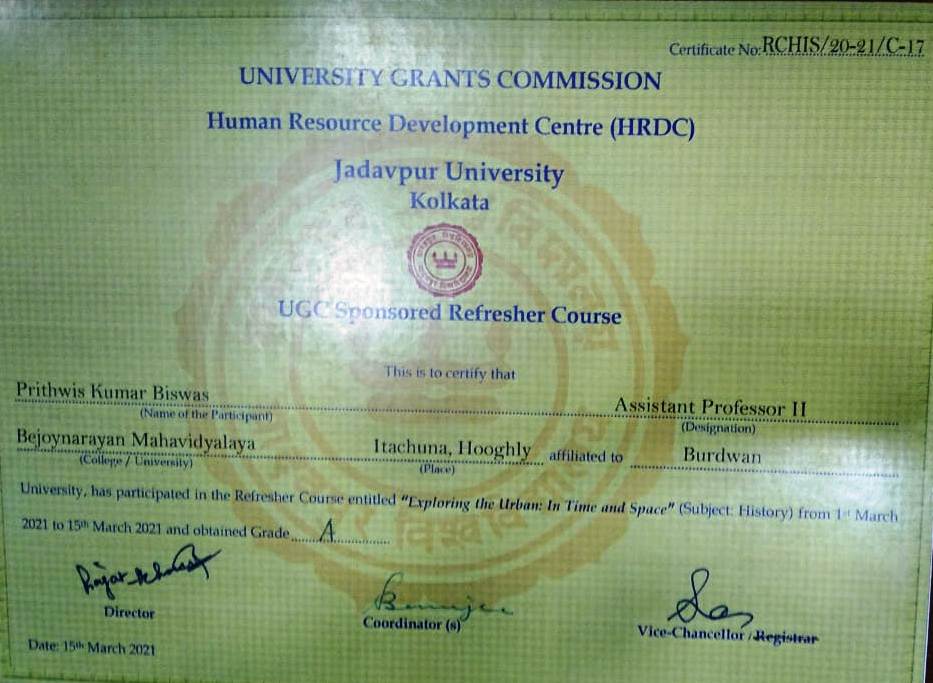 Certificate No: RCHIS/20-21/C-17
UNIVERSITY GRANTS COMMISSION
Human Resource Development Centre (HRDC)
Jadavpur University
Kolkata
UGC Sponsored Refresher Course
This is to certify that
Prithwis Kumar Biswas Assistant Professor II
(Name of the Participant) (Designation)
Bejoynarayan Mahavidyalaya Itachuna, Hooghly affiliated to Burdwan
(College / University) (Place)
University, has participated in the Refresher Course entitled "Exploring the Urban: In Time and Space" (Subject: History) from 1st March
2021 to 15th March 2021 and obtained Grade A
Director Coordinator (s) Vice-Chancellor / Registrar
Date: 15th March 2021